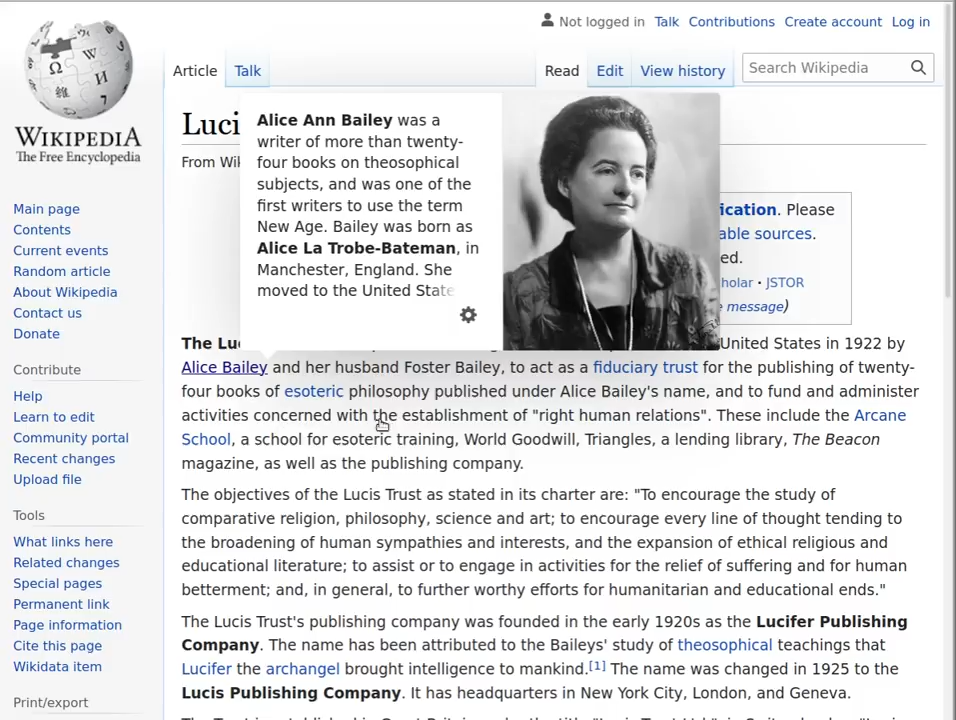 Not logged in Talk Contributions Create account Log in
Article Talk Read Edit View history Search Wikipedia
WIKIPEDIA
The Free Encyclopedia
Main page
Contents
Current events
Random article
About Wikipedia
Contact us
Donate
Contribute
Help
Learn to edit
Community portal
Recent changes
Upload file
Tools
What links here
Related changes
Special pages
Permanent link
Page information
Cite this page
Wikidata item
Print/export
Luci
From Wi
Alice Ann Bailey was a
writer of more than twenty-
four books on theosophical
subjects, and was one of the
first writers to use the term
New Age. Bailey was born as
Alice La Trobe-Bateman, in
Manchester, England. She
moved to the United State
ication. Please
able sources.
ed.
holar · JSTOR
e message)
The Lu United States in 1922 by
Alice Bailey and her husband Foster Bailey, to act as a fiduciary trust for the publishing of twenty-
four books of esoteric philosophy published under Alice Bailey's name, and to fund and administer
activities concerned with the establishment of "right human relations". These include the Arcane
School, a school for esoteric training, World Goodwill, Triangles, a lending library, The Beacon
magazine, as well as the publishing company.
The objectives of the Lucis Trust as stated in its charter are: "To encourage the study of
comparative religion, philosophy, science and art; to encourage every line of thought tending to
the broadening of human sympathies and interests, and the expansion of ethical religious and
educational literature; to assist or to engage in activities for the relief of suffering and for human
betterment; and, in general, to further worthy efforts for humanitarian and educational ends."
The Lucis Trust's publishing company was founded in the early 1920s as the Lucifer Publishing
Company. The name has been attributed to the Baileys' study of theosophical teachings that
Lucifer the archangel brought intelligence to mankind.[1] The name was changed in 1925 to the
Lucis Publishing Company. It has headquarters in New York City, London, and Geneva.